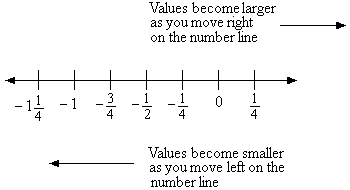 Values become larger
as you move right
on the number line
-1 1/4 -1 -3/4 -1/2 -1/4 0 1/4
Values become smaller
as you move left on the
number line